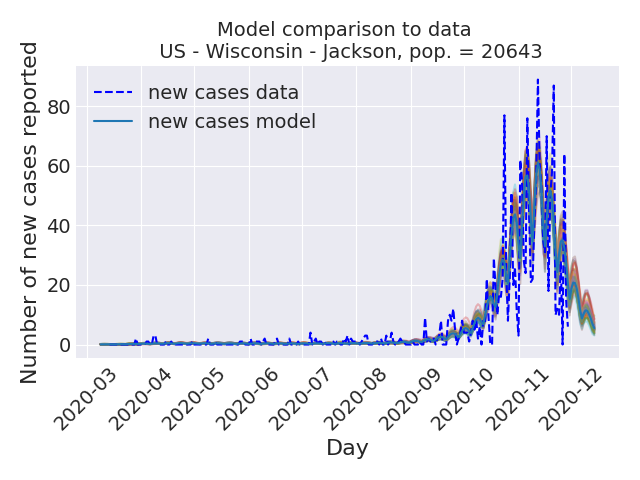 Model comparison to data
US - Wisconsin - Jackson, pop. = 20643
Number of new cases reported
80
60
40
20
0
new cases data
new cases model
2020-03
2020-04
2020-05
2020-06
2020-07
2020-08
2020-09
2020-10
2020-11
2020-12
Day